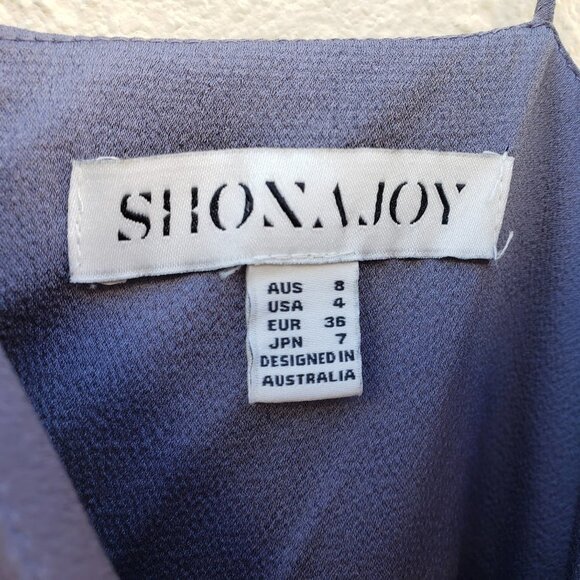 SHONAJOY
AUS 8
USA 4
EUR 36
JPN 7
DESIGNED IN
AUSTRALIA